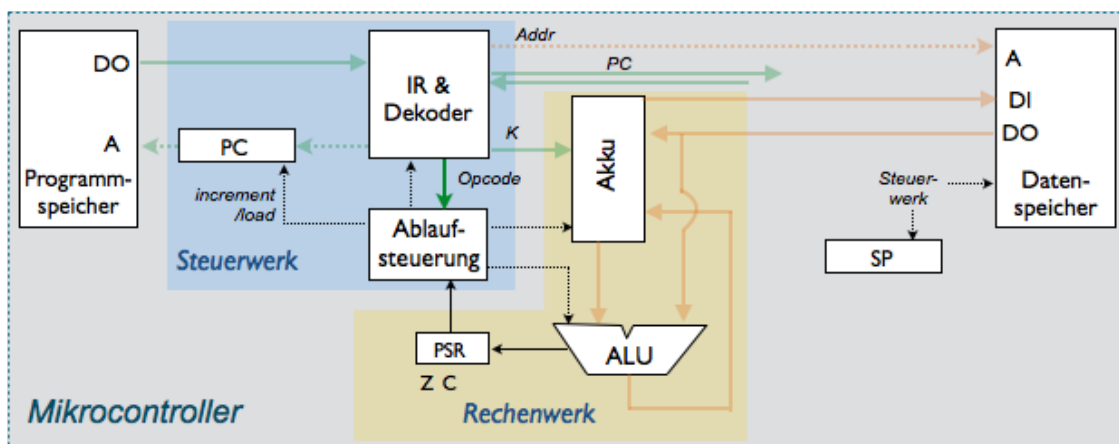 Addr
DO
IR &
Dekoder
A
PC
DI
DO
K
Akku
A
PC
Programm-
speicher
Opcode
increment
/load
Steuer-
werk
Daten-
speicher
Ablauf-
steuerung
Steuerwerk
SP
PSR
ALU
Z C
Mikrocontroller
Rechenwerk